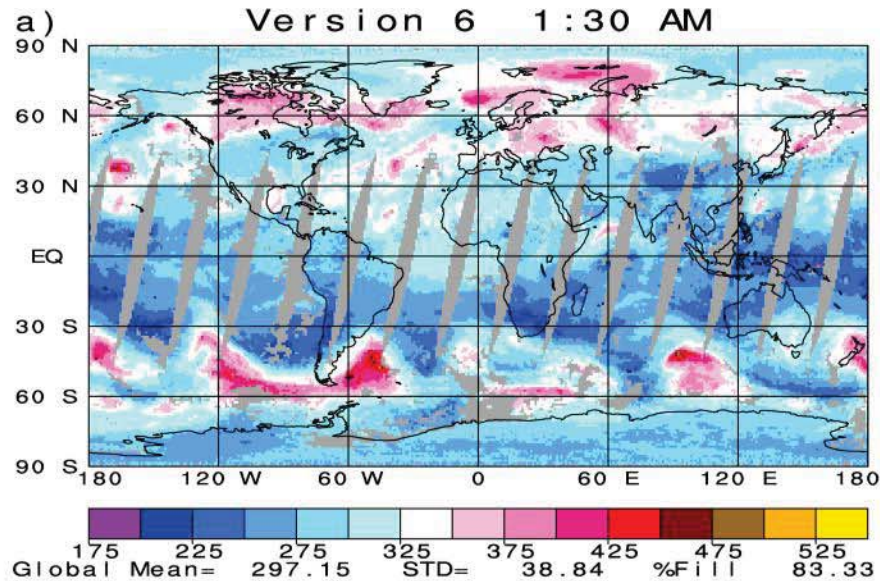 a) Version 6 1:30 AM
90 N
60 N
30 N
EQ
30 S
60 S
90 S
180 120 W 60 W 0 60 E 120 E 180
175 225 275 325 375 425 475 525
Global Mean= 297.15 STD= 38.84 %Fill 83.33